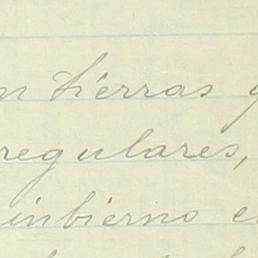 n tierras
regulares,
inbierno e